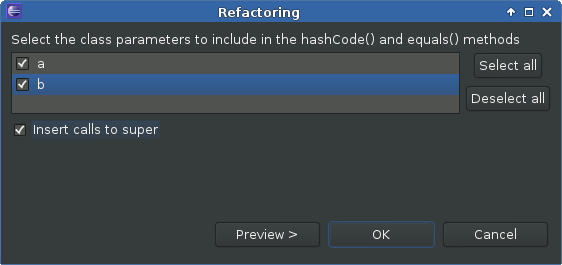 Refactoring
Select the class parameters to include in the hashCode() and equals() methods
a
b
Select all
Deselect all
Insert calls to super
Preview >
OK
Cancel